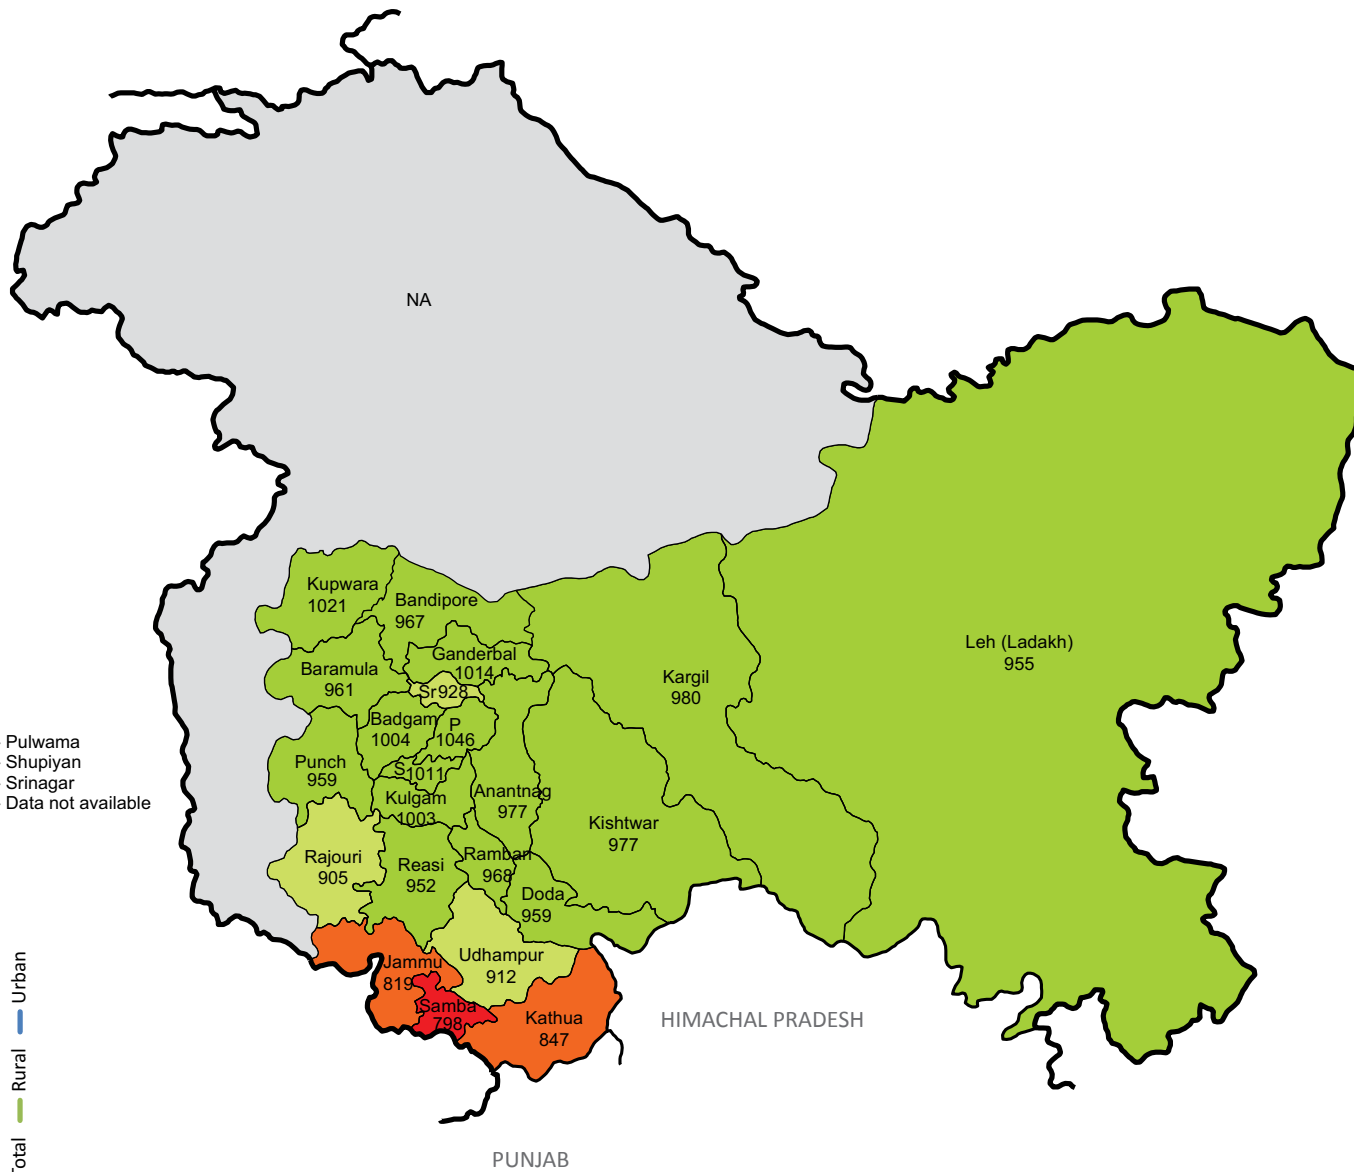 NA
Kupwara
1021
Bandipore
967
Leh (Ladakh)
955
Ganderbal
1014
Baramula
961
Kargil
980
Sr928
Badgam
1004
P
1046
Pulwama
Shupiyan
Srinagar
Data not available
Punch
959
S1011
Anantnag
977
Kulgam
1003
Kishtwar
977
Rajouri
905
Reasi
952
Ramban
968
Doda
959
Udhampur
912
Jammu
819
Samba
798
Kathua
847
HIMACHAL PRADESH
PUNJAB
Rural Urban